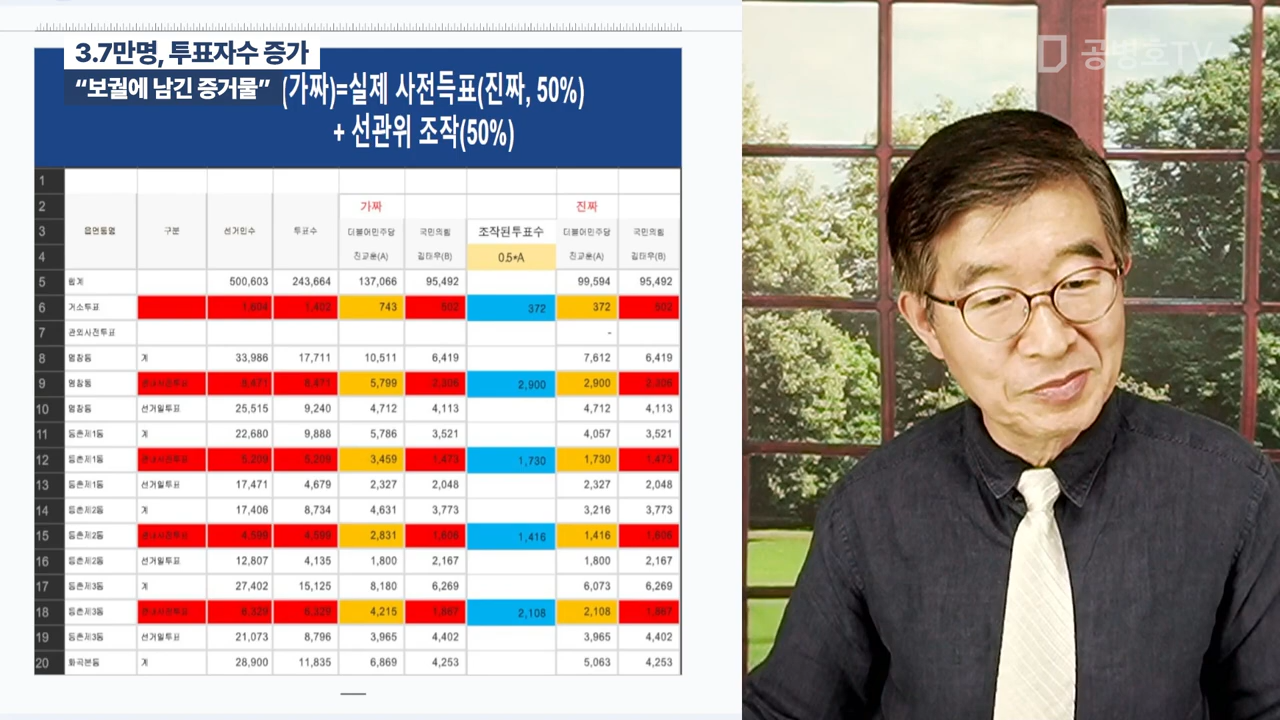 3.7만명, 투표자수 증가
“보궐에 남긴 증거물” (가짜)=실제 사전득표(진짜, 50%)
+ 선관위 조작(50%)
공병호TV
1
2 가짜 진짜
3 읍면동명 구분 선거인수 투표수 더불어민주당 국민의힘 조작된투표수 더불어민주당 국민의힘
4 진교훈(A) 김태우(B) 0.5*A 진교훈(A) 김태우(B)
5 합계 500,603 243,664 137,066 95,492 99,594 95,492
6 거소투표 1,402 743 502 372 372 502
7 관외사전투표 -
8 염창동 계 33,986 17,711 10,511 6,419 7,612 6,419
9 염창동 관내사전투표 8,471 8,471 5,799 2,306 2,900 2,900 2,306
10 염창동 선거일투표 25,515 9,240 4,712 4,113 4,712 4,113
11 등촌제1동 계 22,680 9,888 5,786 3,521 4,057 3,521
12 등촌제1동 관내사전투표 5,209 5,209 3,459 1,473 1,730 1,730 1,473
13 등촌제1동 선거일투표 17,471 4,679 2,327 2,048 2,327 2,048
14 등촌제2동 계 17,406 8,734 4,631 3,773 3,216 3,773
15 등촌제2동 관내사전투표 4,599 4,599 2,831 1,606 1,416 1,416 1,606
16 등촌제2동 선거일투표 12,807 4,135 1,800 2,167 1,800 2,167
17 등촌제3동 계 27,402 15,125 8,180 6,269 6,073 6,269
18 등촌제3동 관내사전투표 6,329 6,329 4,215 1,867 2,108 2,108 1,867
19 등촌제3동 선거일투표 21,073 8,796 3,965 4,402 3,965 4,402
20 화곡본동 계 28,900 11,835 6,869 4,253 5,063 4,253